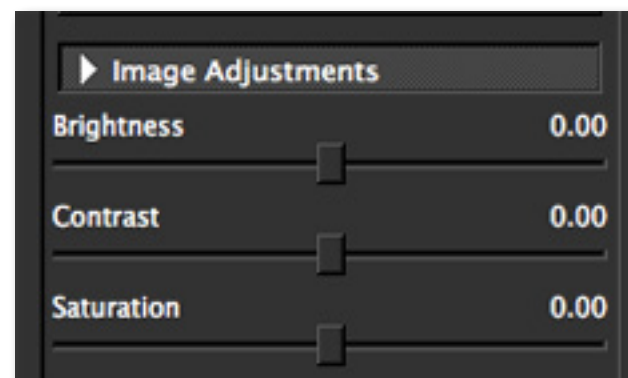 Image Adjustments
Brightness 0.00
Contrast 0.00
Saturation 0.00